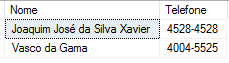 Nome Telefone
Joaquim José da Silva Xavier 4528-4528
Vasco da Gama 4004-5525